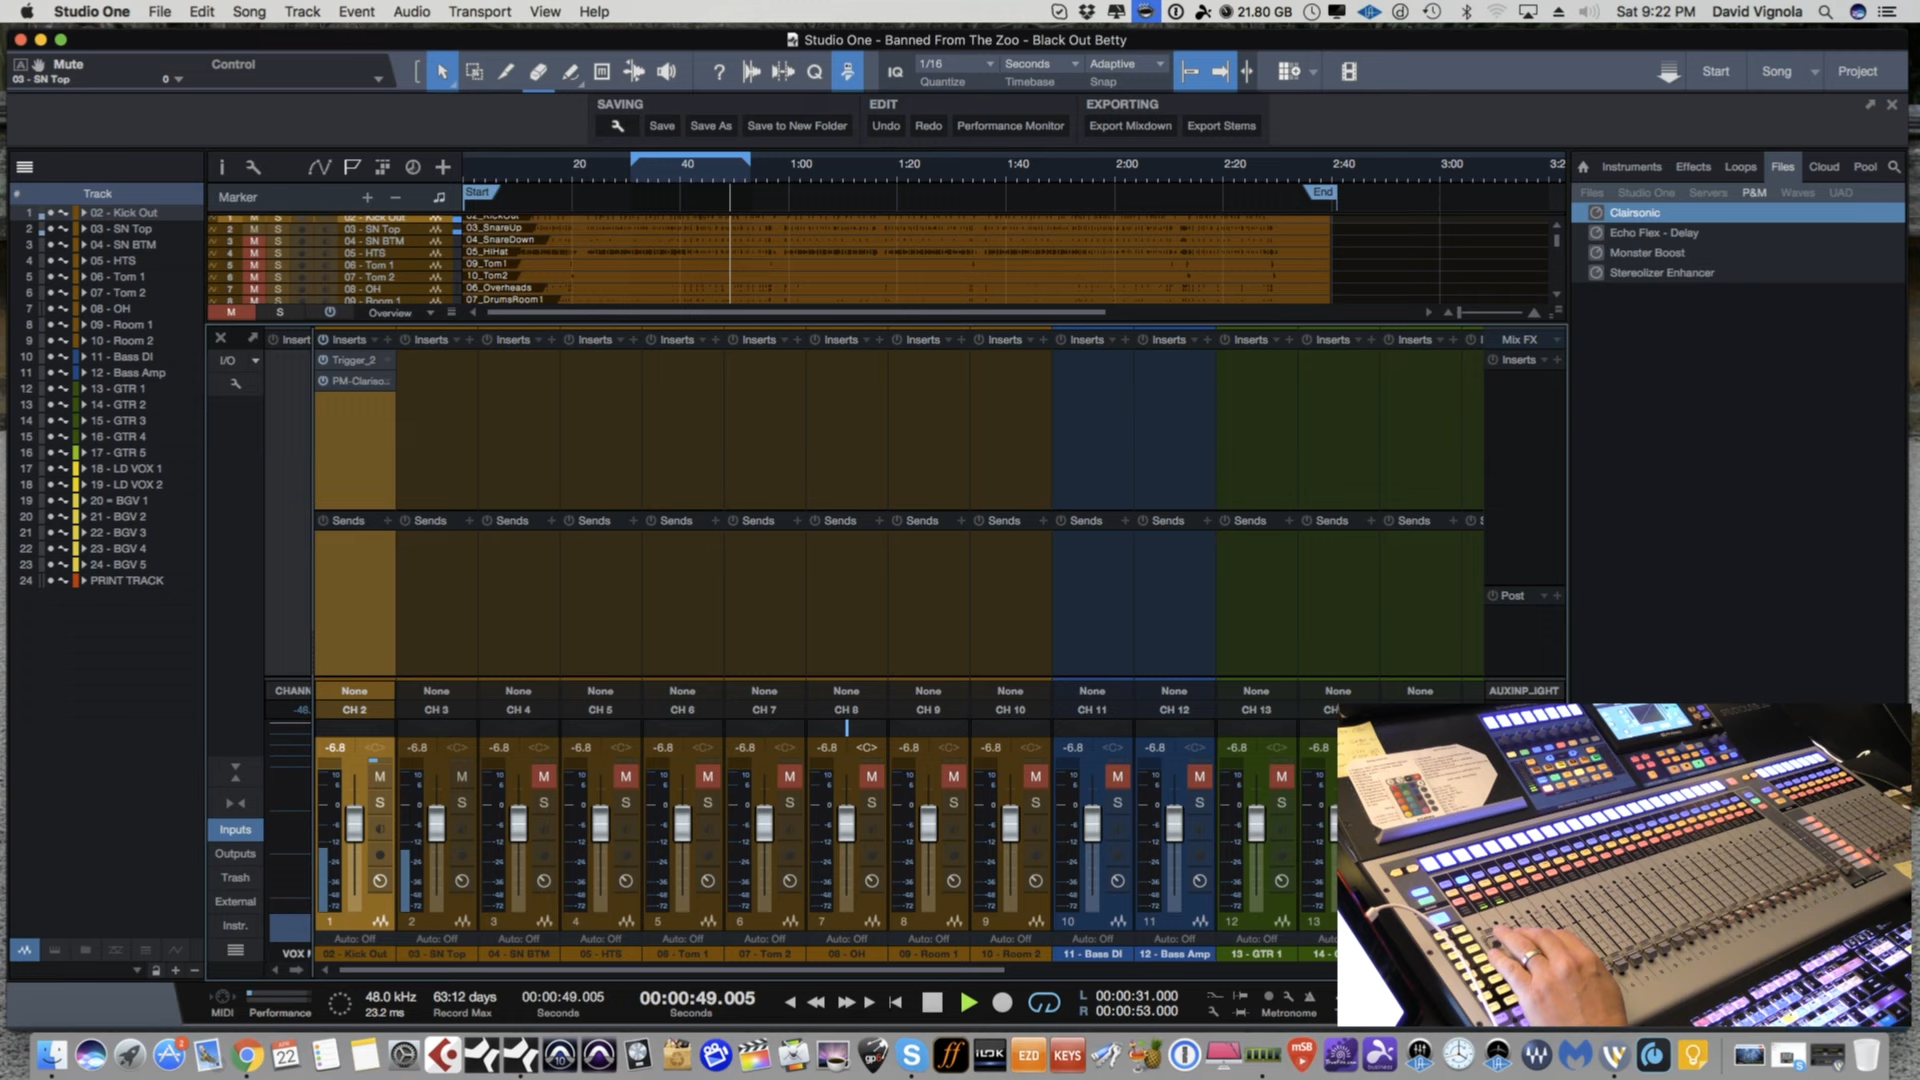 Studio One File Edit Song Track Event Audio Transport View Help
21.80 GB Sat 9:22 PM David Vignola
Studio One - Banned From The Zoo - Black Out Betty
Mute Control
03 - SN Top 0
IQ 1/16 Seconds Adaptive
Quantize Timebase Snap
Start Song Project
SAVING EDIT EXPORTING
Save Save As Save to New Folder Undo Redo Performance Monitor Export Mixdown Export Stems
20 40 1:00 1:20 1:40 2:00 2:20 2:40 3:00 3:2
Instruments Effects Loops Files Cloud Pool
Files Studio One Servers P&M Waves UAD
Clairsonic
Echo Flex - Delay
Monster Boost
Stereolizer Enhancer
# Track
1 02 - Kick Out
2 03 - SN Top
3 04 - SN BTM
4 05 - HTS
5 06 - Tom 1
6 07 - Tom 2
7 08 - OH
8 09 - Room 1
9 10 - Room 2
10 11 - Bass DI
11 12 - Bass Amp
12 13 - GTR 1
13 14 - GTR 2
14 15 - GTR 3
15 16 - GTR 4
16 17 - GTR 5
17 18 - LD VOX 1
18 19 - LD VOX 2
19 20 = BGV 1
20 21 - BGV 2
21 22 - BGV 3
22 23 - BGV 4
23 24 - BGV 5
24 PRINT TRACK
Marker
Start End
1 M S 02 - Kick Out 02_KickOut
2 M S 03 - SN Top 03_SnareUp
3 M S 04 - SN BTM 04_SnareDown
4 M S 05 - HTS 05_HiHat
5 M S 06 - Tom 1 09_Tom1
6 M S 07 - Tom 2 10_Tom2
7 M S 08 - OH 06_Overheads
8 M S 09 - Room 1 07_DrumsRoom1
M S Overview
Insert Inserts Inserts Inserts Inserts Inserts Inserts Inserts Inserts Inserts Inserts Inserts Inserts Inserts Inserts Mix FX
I/O Trigger_2 Inserts
PM-Clariso..
Sends Sends Sends Sends Sends Sends Sends Sends Sends Sends Sends Sends Sends Sends S
Post
CHANN None None None None None None None None None None None None None None AUXINP_IGHT
-46. CH 2 CH 3 CH 4 CH 5 CH 6 CH 7 CH 8 CH 9 CH 10 CH 11 CH 12 CH 13
-6.8 <C> -6.8 <C> -6.8 <C> -6.8 <C> -6.8 <C> -6.8 <C> -6.8 <C> -6.8 <C> -6.8 <C> -6.8 <C> -6.8 <C> -6.8 <C>
M M M M M M M M M M M M
S S S S S S S S S S S S
Inputs
Outputs
Trash
External
Instr.
1 2 3 4 5 6 7 8 9 10 11 12 13
Auto: Off Auto: Off Auto: Off Auto: Off Auto: Off Auto: Off Auto: Off Auto: Off Auto: Off Auto: Off Auto: Off Auto: Off
VOX 02 - Kick Out 03 - SN Top 04 - SN BTM 05 - HTS 06 - Tom 1 07 - Tom 2 08 - OH 09 - Room 1 10 - Room 2 11 - Bass DI 12 - Bass Amp 13 - GTR 1
48.0 kHz 63:12 days 00:00:49.005 00:00:49.005 L 00:00:31.000
MIDI Performance 23.2 ms Record Max Seconds Seconds R 00:00:53.000 Metronome
EZD KEYS